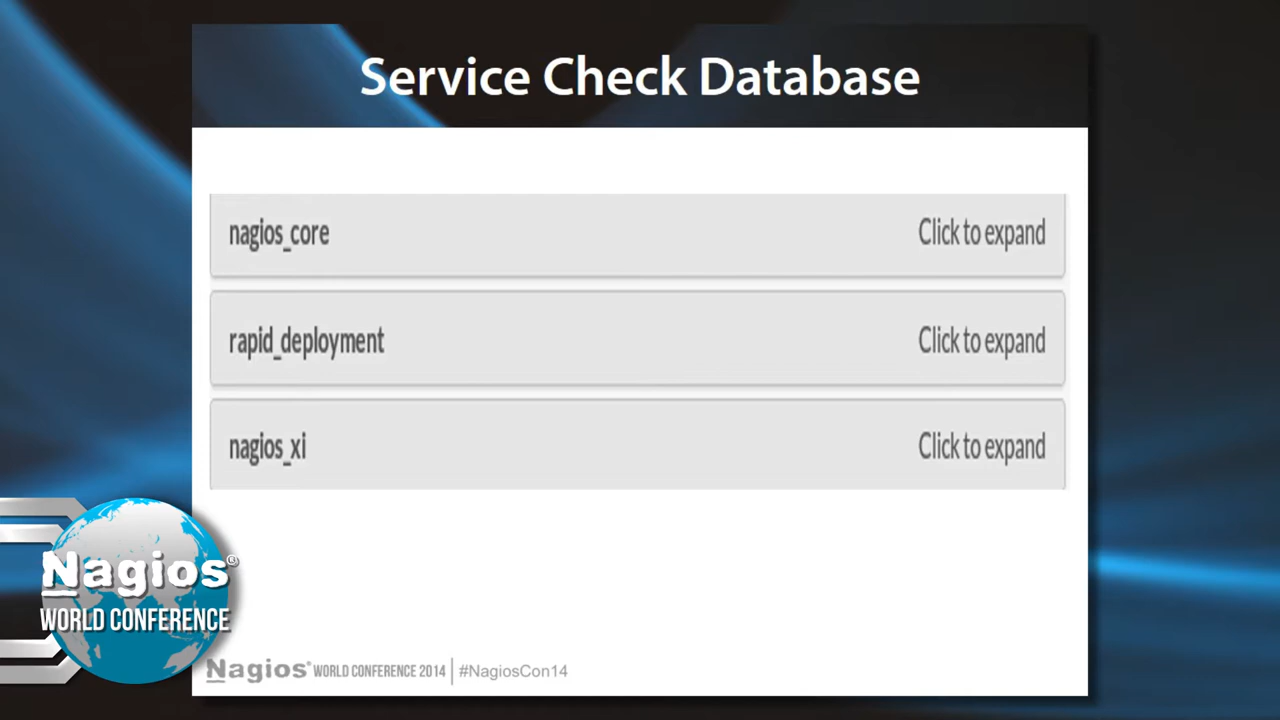 Service Check Database
nagios_core Click to expand
rapid_deployment Click to expand
nagios_xi Click to expand
Nagios®
WORLD CONFERENCE
Nagios® WORLD CONFERENCE 2014 | #NagiosCon14